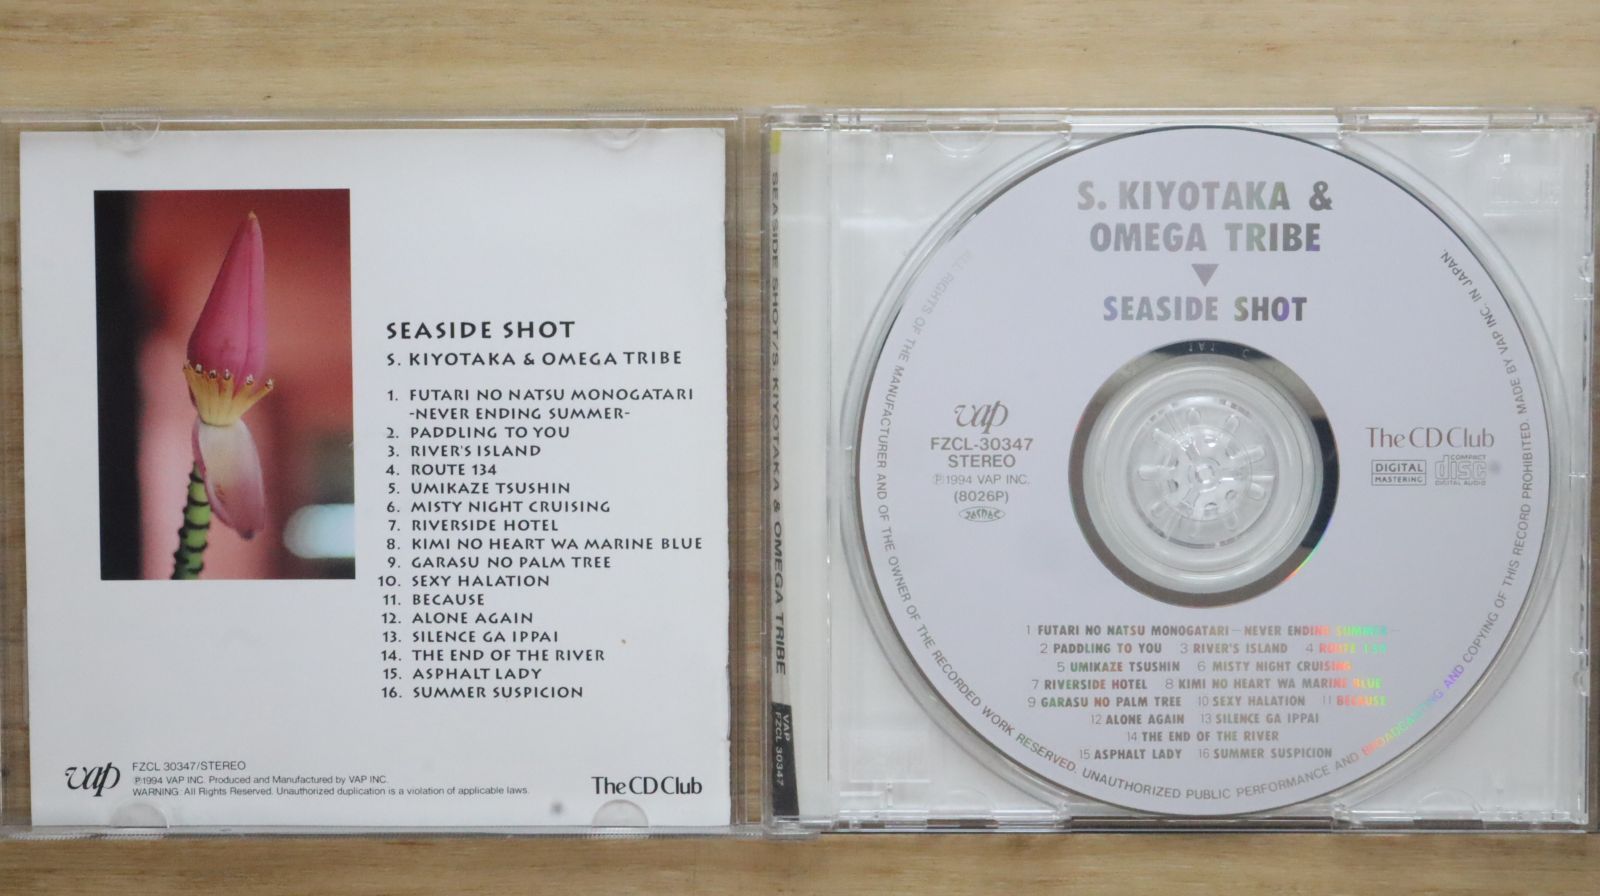 SEASIDE SHOT
S. KIYOTAKA & OMEGA TRIBE
1. FUTARI NO NATSU MONOGATARI
-NEVER ENDING SUMMER-
2. PADDLING TO YOU
3. RIVER'S ISLAND
4. ROUTE 134
5. UMIKAZE TSUSHIN
6. MISTY NIGHT CRUISING
7. RIVERSIDE HOTEL
8. KIMI NO HEART WA MARINE BLUE
9. GARASU NO PALM TREE
10. SEXY HALATION
11. BECAUSE
12. ALONE AGAIN
13. SILENCE GA IPPAI
14. THE END OF THE RIVER
15. ASPHALT LADY
16. SUMMER SUSPICION
vap
FZCL 30347/STEREO
℗1994 VAP INC. Produced and Manufactured by VAP INC.
WARNING: All Rights Reserved. Unauthorized duplication is a violation of applicable laws.
The CD Club
SEASIDE SHOT/S. KIYOTAKA & OMEGA TRIBE
VAP
FZCL 30347
S. KIYOTAKA &
OMEGA TRIBE
SEASIDE SHOT
vap
FZCL-30347
STEREO
℗1994 VAP INC.
(8026P)
JASRAC
The CD Club
DIGITAL
MASTERING
COMPACT
disc
DIGITAL AUDIO
1 FUTARI NO NATSU MONOGATARI—NEVER ENDING SUMMER—
2 PADDLING TO YOU 3 RIVER'S ISLAND 4 ROUTE 134
5 UMIKAZE TSUSHIN 6 MISTY NIGHT CRUISING
7 RIVERSIDE HOTEL 8 KIMI NO HEART WA MARINE BLUE
9 GARASU NO PALM TREE 10 SEXY HALATION 11 BECAUSE
12 ALONE AGAIN 13 SILENCE GA IPPAI
14 THE END OF THE RIVER
15 ASPHALT LADY 16 SUMMER SUSPICION
ALL RIGHTS OF THE MANUFACTURER AND OF THE OWNER OF THE RECORDED WORK RESERVED. UNAUTHORIZED PUBLIC PERFORMANCE AND BROADCASTING AND COPYING OF THIS RECORD PROHIBITED. MADE BY VAP INC. IN JAPAN.